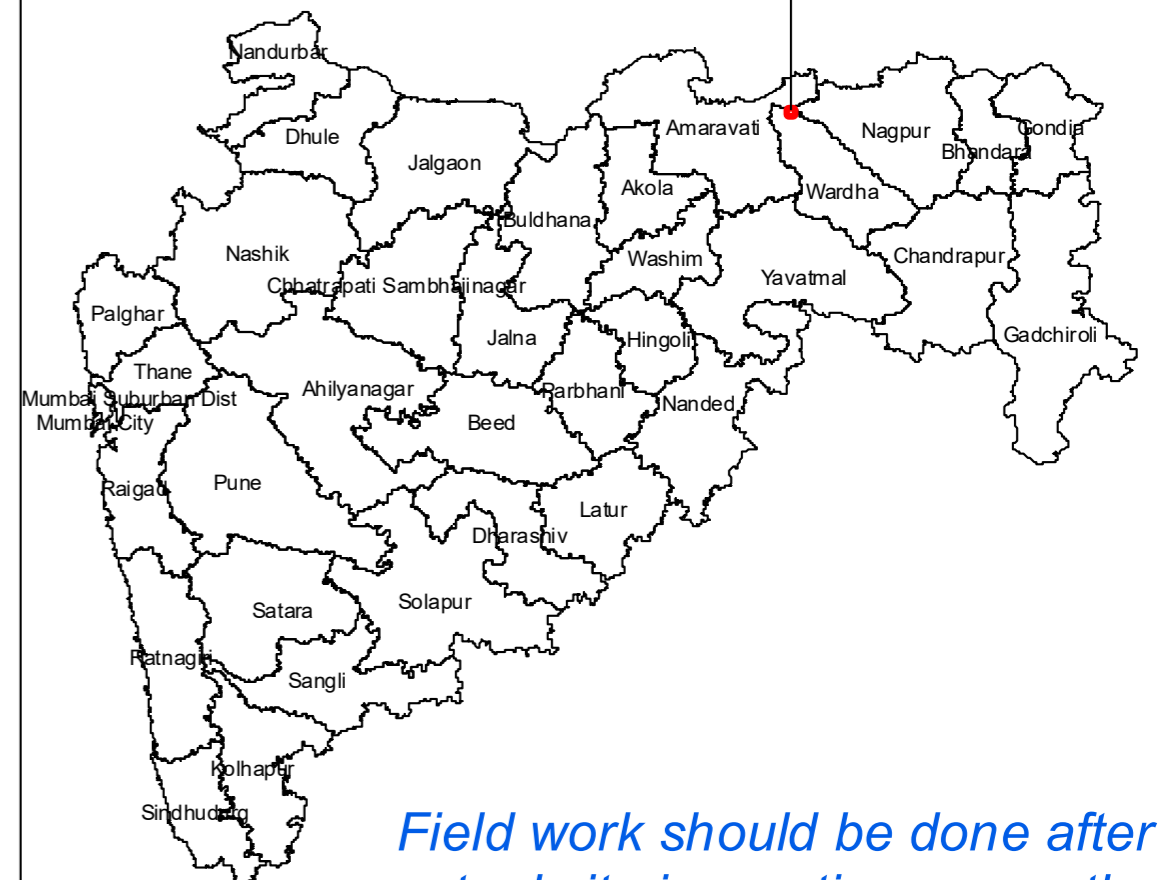 Nandurbar
Dhule
Jalgaon
Amaravati
Nagpur
Gondia
Bhandara
Buldhana
Akola
Wardha
Nashik
Washim
Yavatmal
Chandrapur
Chhatrapati Sambhajinagar
Palghar
Jalna
Hingoli
Gadchiroli
Thane
Ahilyanagar
Parbhani
Nanded
Mumbai Suburban Dist
Mumbai City
Beed
Raigad
Pune
Latur
Dharashiv
Satara
Solapur
Ratnagiri
Sangli
Kolhapur
Sindhudurg
Field work should be done after